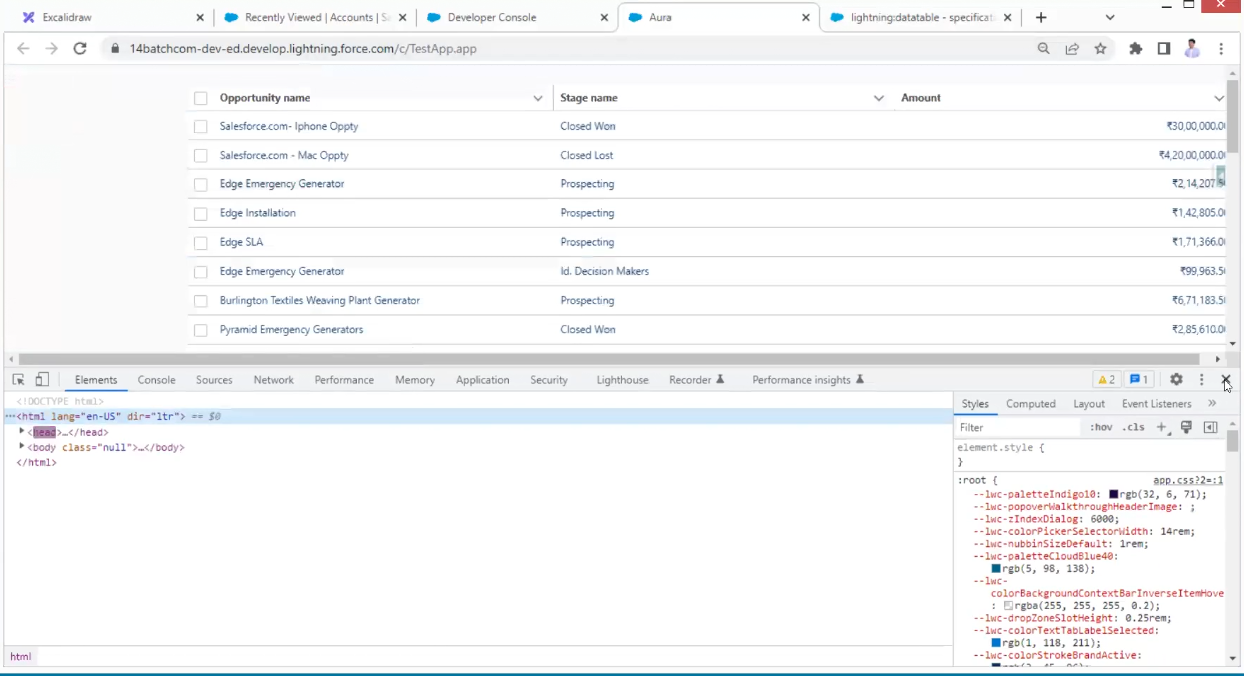 Excalidraw
Recently Viewed | Accounts | S
Developer Console
Aura
lightning:datatable - specificat
14batchcom-dev-ed.develop.lightning.force.com/c/TestApp.app
Opportunity name Stage name Amount
Salesforce.com- Iphone Oppty Closed Won ₹30,00,000.0
Salesforce.com - Mac Oppty Closed Lost ₹4,20,00,000.0
Edge Emergency Generator Prospecting ₹2,14,207.5
Edge Installation Prospecting ₹1,42,805.0
Edge SLA Prospecting ₹1,71,366.0
Edge Emergency Generator Id. Decision Makers ₹99,963.5
Burlington Textiles Weaving Plant Generator Prospecting ₹6,71,183.5
Pyramid Emergency Generators Closed Won ₹2,85,610.0
Elements Console Sources Network Performance Memory Application Security Lighthouse Recorder Performance insights 2 1
<!DOCTYPE html>
···<html lang="en-US" dir="ltr"> == $0
<head>…</head>
<body class="null">…</body>
</html>
html
Styles Computed Layout Event Listeners »
Filter :hov .cls +
element.style {
}
:root { app.css?2=:1
--lwc-paletteIndigo10: rgb(32, 6, 71);
--lwc-popoverWalkthroughHeaderImage: ;
--lwc-zIndexDialog: 6000;
--lwc-colorPickerSelectorWidth: 14rem;
--lwc-nubbinSizeDefault: 1rem;
--lwc-paletteCloudBlue40:
rgb(5, 98, 138);
--lwc-
colorBackgroundContextBarInverseItemHove
: rgba(255, 255, 255, 0.2);
--lwc-dropZoneSlotHeight: 0.25rem;
--lwc-colorTextTabLabelSelected:
rgb(1, 118, 211);
--lwc-colorStrokeBrandActive: